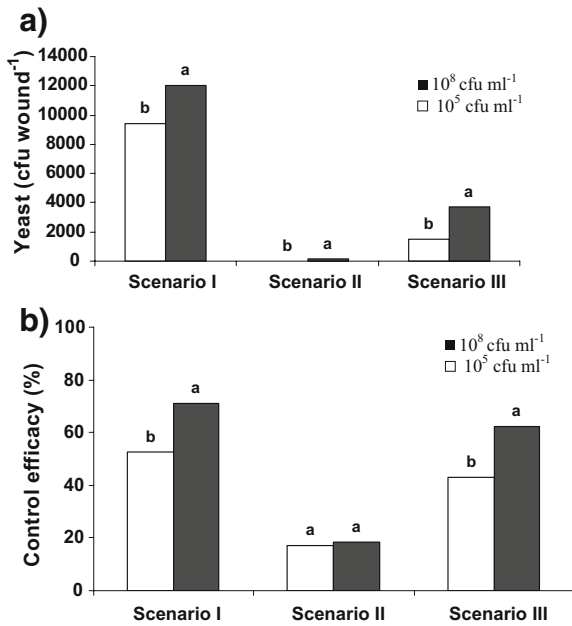 a)
Yeast (cfu wound⁻¹)
14000
12000
10000
8000
6000
4000
2000
0
b
a
b
a
b
a
■ 10⁸ cfu ml⁻¹
□ 10⁵ cfu ml⁻¹
Scenario I
Scenario II
Scenario III
b)
Control efficacy (%)
100
80
60
40
20
0
b
a
a
a
b
a
■ 10⁸ cfu ml⁻¹
□ 10⁵ cfu ml⁻¹
Scenario I
Scenario II
Scenario III